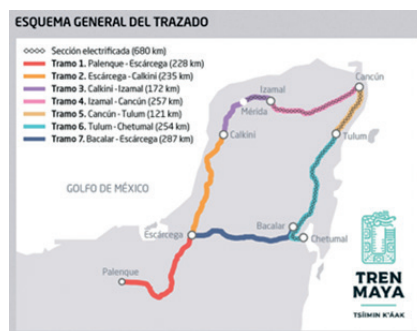 ESQUEMA GENERAL DEL TRAZADO
Sección electrificada (680 km)
Tramo 1. Palenque - Escárcega (228 km)
Tramo 2. Escárcega - Calkiní (235 km)
Tramo 3. Calkiní - Izamal (172 km)
Tramo 4. Izamal - Cancún (257 km)
Tramo 5. Cancún - Tulum (121 km)
Tramo 6. Tulum - Chetumal (254 km)
Tramo 7. Bacalar - Escárcega (287 km)
Cancún
Izamal
Mérida
Calkiní
Tulum
GOLFO DE MÉXICO
Bacalar
Escárcega
Chetumal
Palenque
TREN
MAYA
TSÍIMIN K'ÁAK